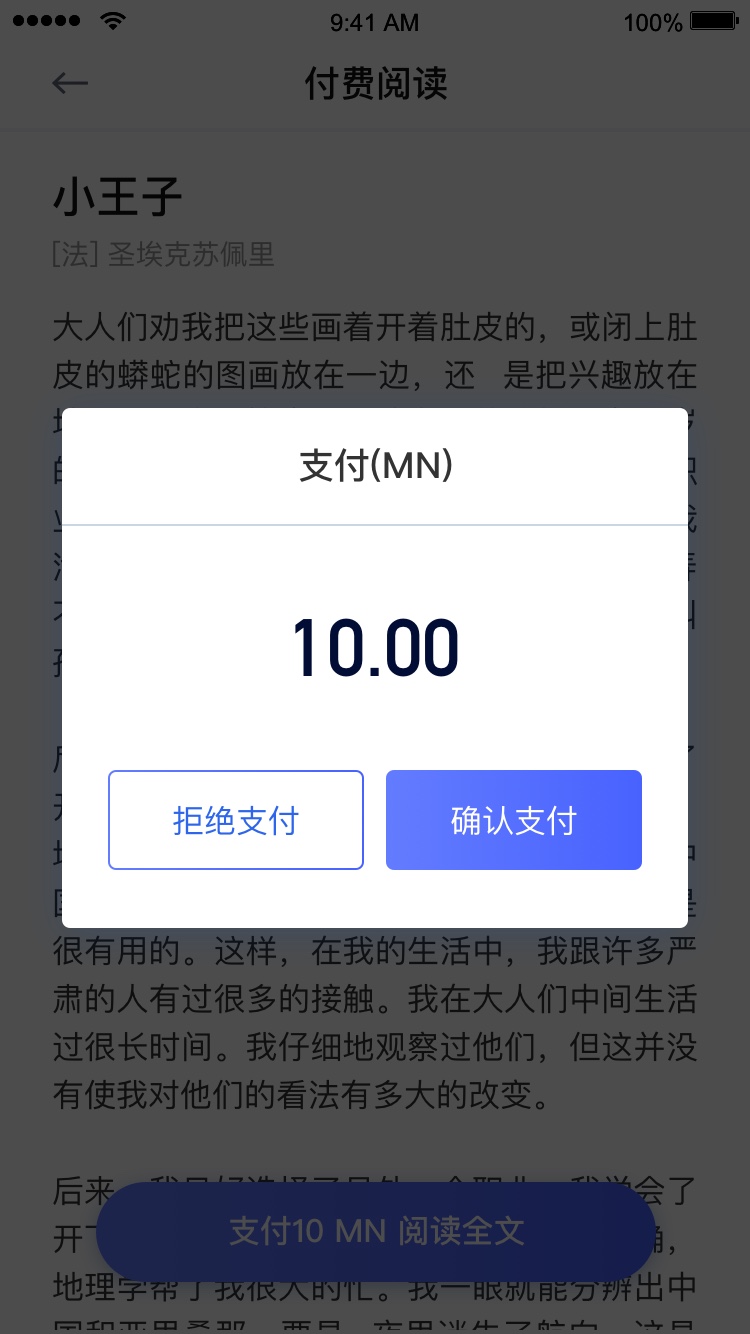 9:41 AM
100%
付费阅读
小王子
[法] 圣埃克苏佩里
大人们劝我把这些画着开着肚皮的，或闭上肚
皮的蟒蛇的图画放在一边，还 是把兴趣放在
支付(MN)
10.00
拒绝支付
确认支付
很有用的。这样，在我的生活中，我跟许多严
肃的人有过很多的接触。我在大人们中间生活
过很长时间。我仔细地观察过他们，但这并没
有使我对他们的看法有多大的改变。
后来
会了
支付10 MN 阅读全文
地理学帮了我很大的忙。我一眼就能分辨出中